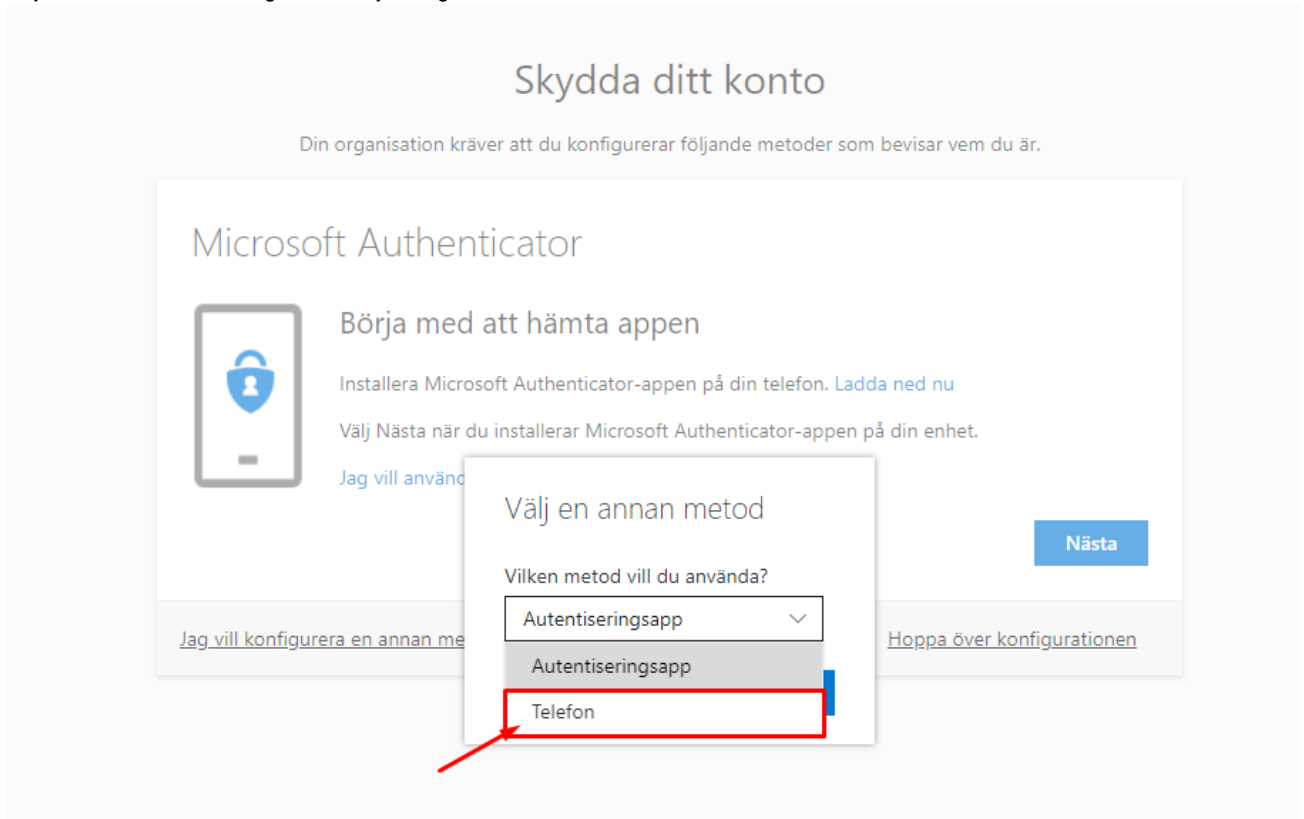 Skydda ditt konto
Din organisation kräver att du konfigurerar följande metoder som bevisar vem du är.
Microsoft Authenticator
Börja med att hämta appen
Installera Microsoft Authenticator-appen på din telefon. Ladda ned nu
Välj Nästa när du installerar Microsoft Authenticator-appen på din enhet.
Jag vill
Välj en annan metod
Nästa
Vilken metod vill du använda?
Autentiseringsapp
Jag vill konfigurera en annan
Hoppa över konfigurationen
Autentiseringsapp
Telefon